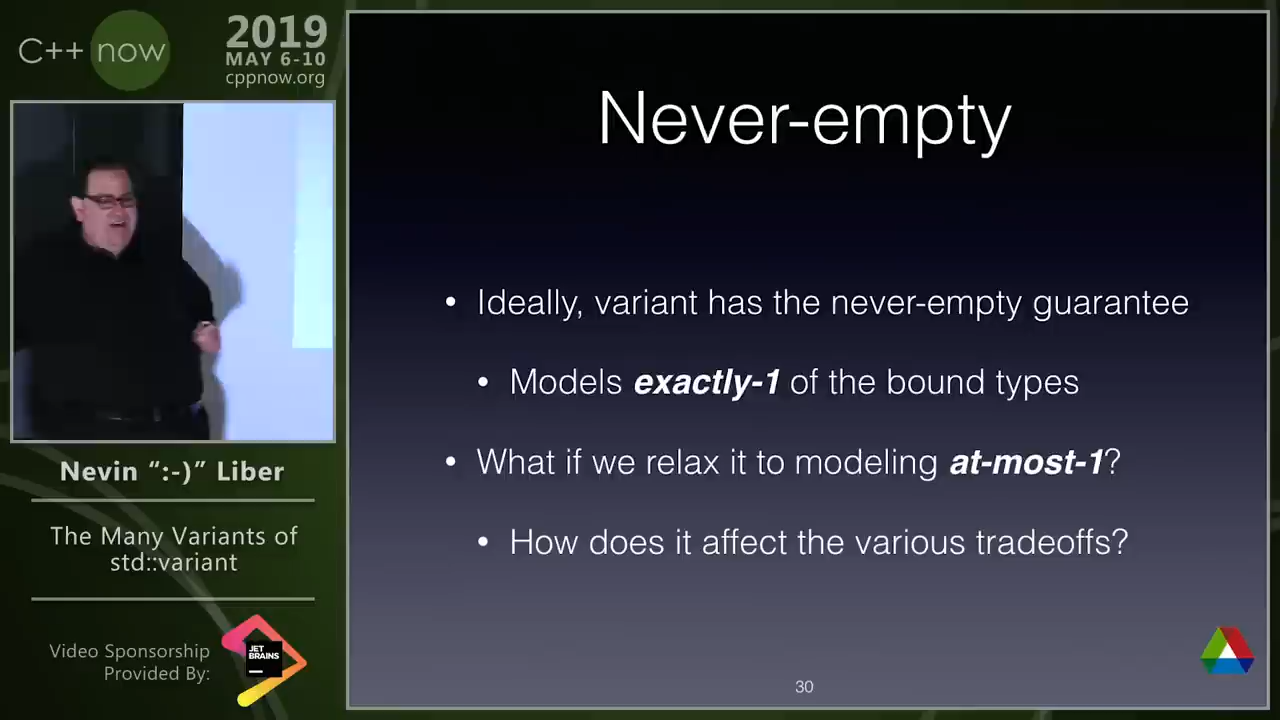 C++ now
2019
MAY 6-10
cppnow.org
Nevin “:-)” Liber
The Many Variants of
std::variant
Video Sponsorship
Provided By:
JET
BRAINS
Never-empty
• Ideally, variant has the never-empty guarantee
• Models exactly-1 of the bound types
• What if we relax it to modeling at-most-1?
• How does it affect the various tradeoffs?
30